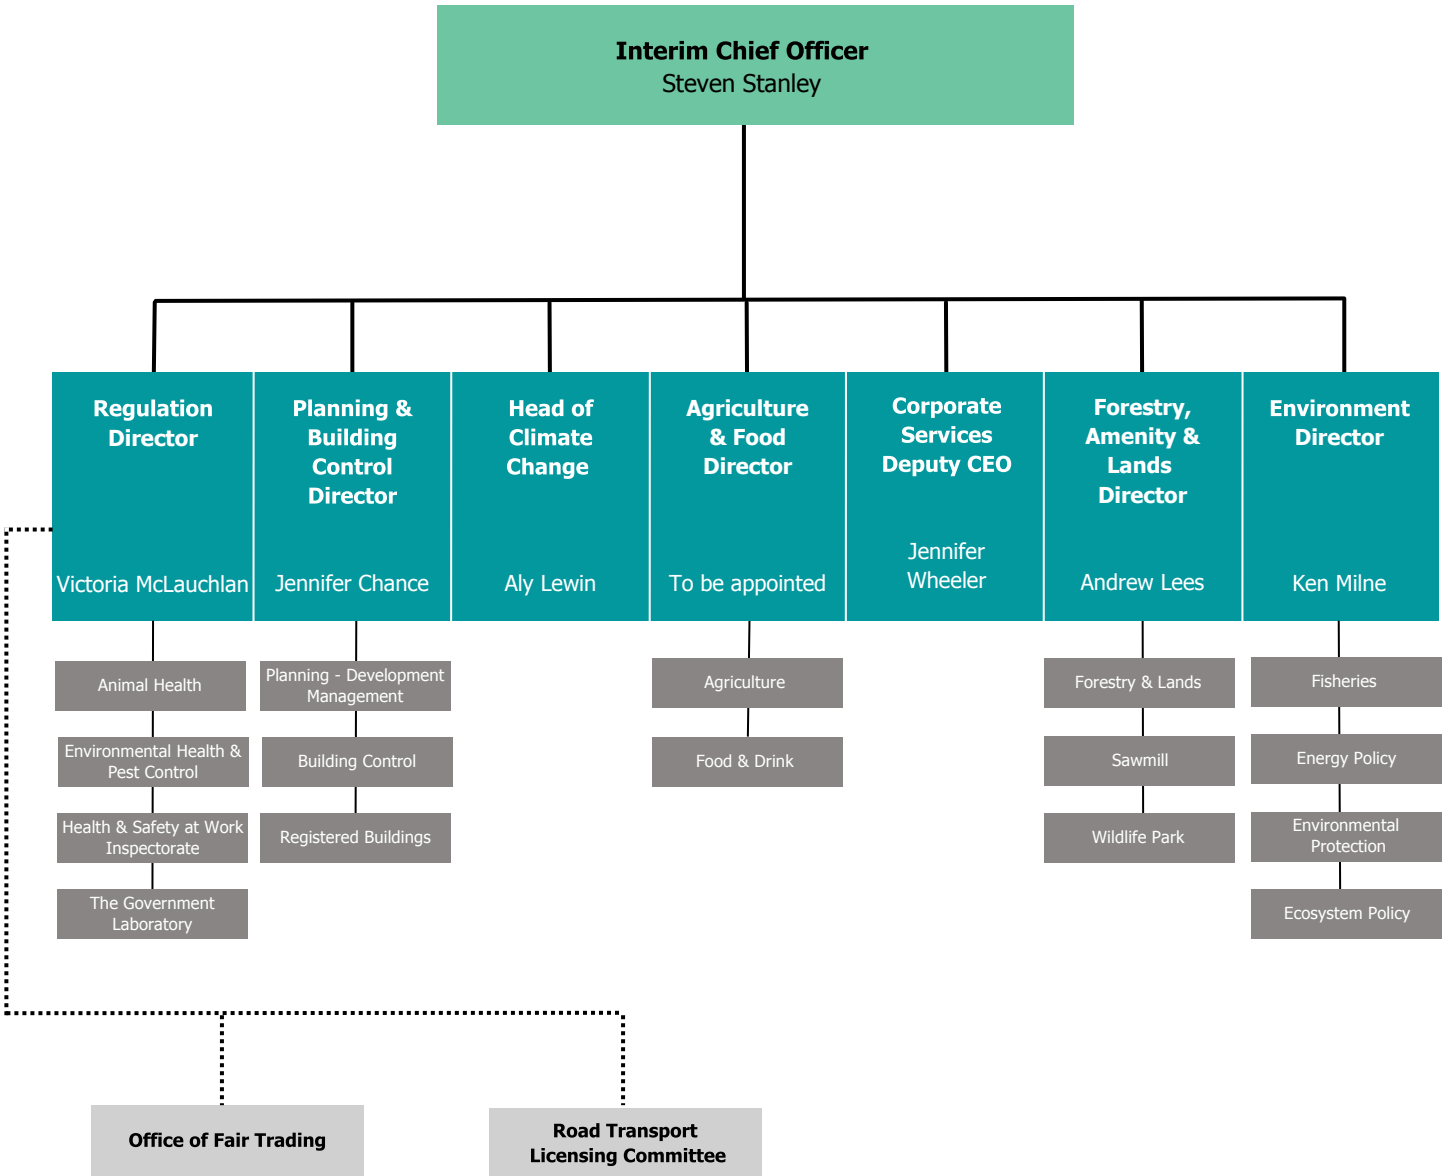 Interim Chief Officer
Steven Stanley
Regulation
Director
Victoria McLauchlan
Planning &
Building
Control
Director
Jennifer Chance
Head of
Climate
Change
Aly Lewin
Agriculture
& Food
Director
To be appointed
Corporate
Services
Deputy CEO
Jennifer
Wheeler
Forestry,
Amenity &
Lands
Director
Andrew Lees
Environment
Director
Ken Milne
Animal Health
Environmental Health &
Pest Control
Health & Safety at Work
Inspectorate
The Government
Laboratory
Planning - Development
Management
Building Control
Registered Buildings
Agriculture
Food & Drink
Forestry & Lands
Sawmill
Wildlife Park
Fisheries
Energy Policy
Environmental
Protection
Ecosystem Policy
Office of Fair Trading
Road Transport
Licensing Committee